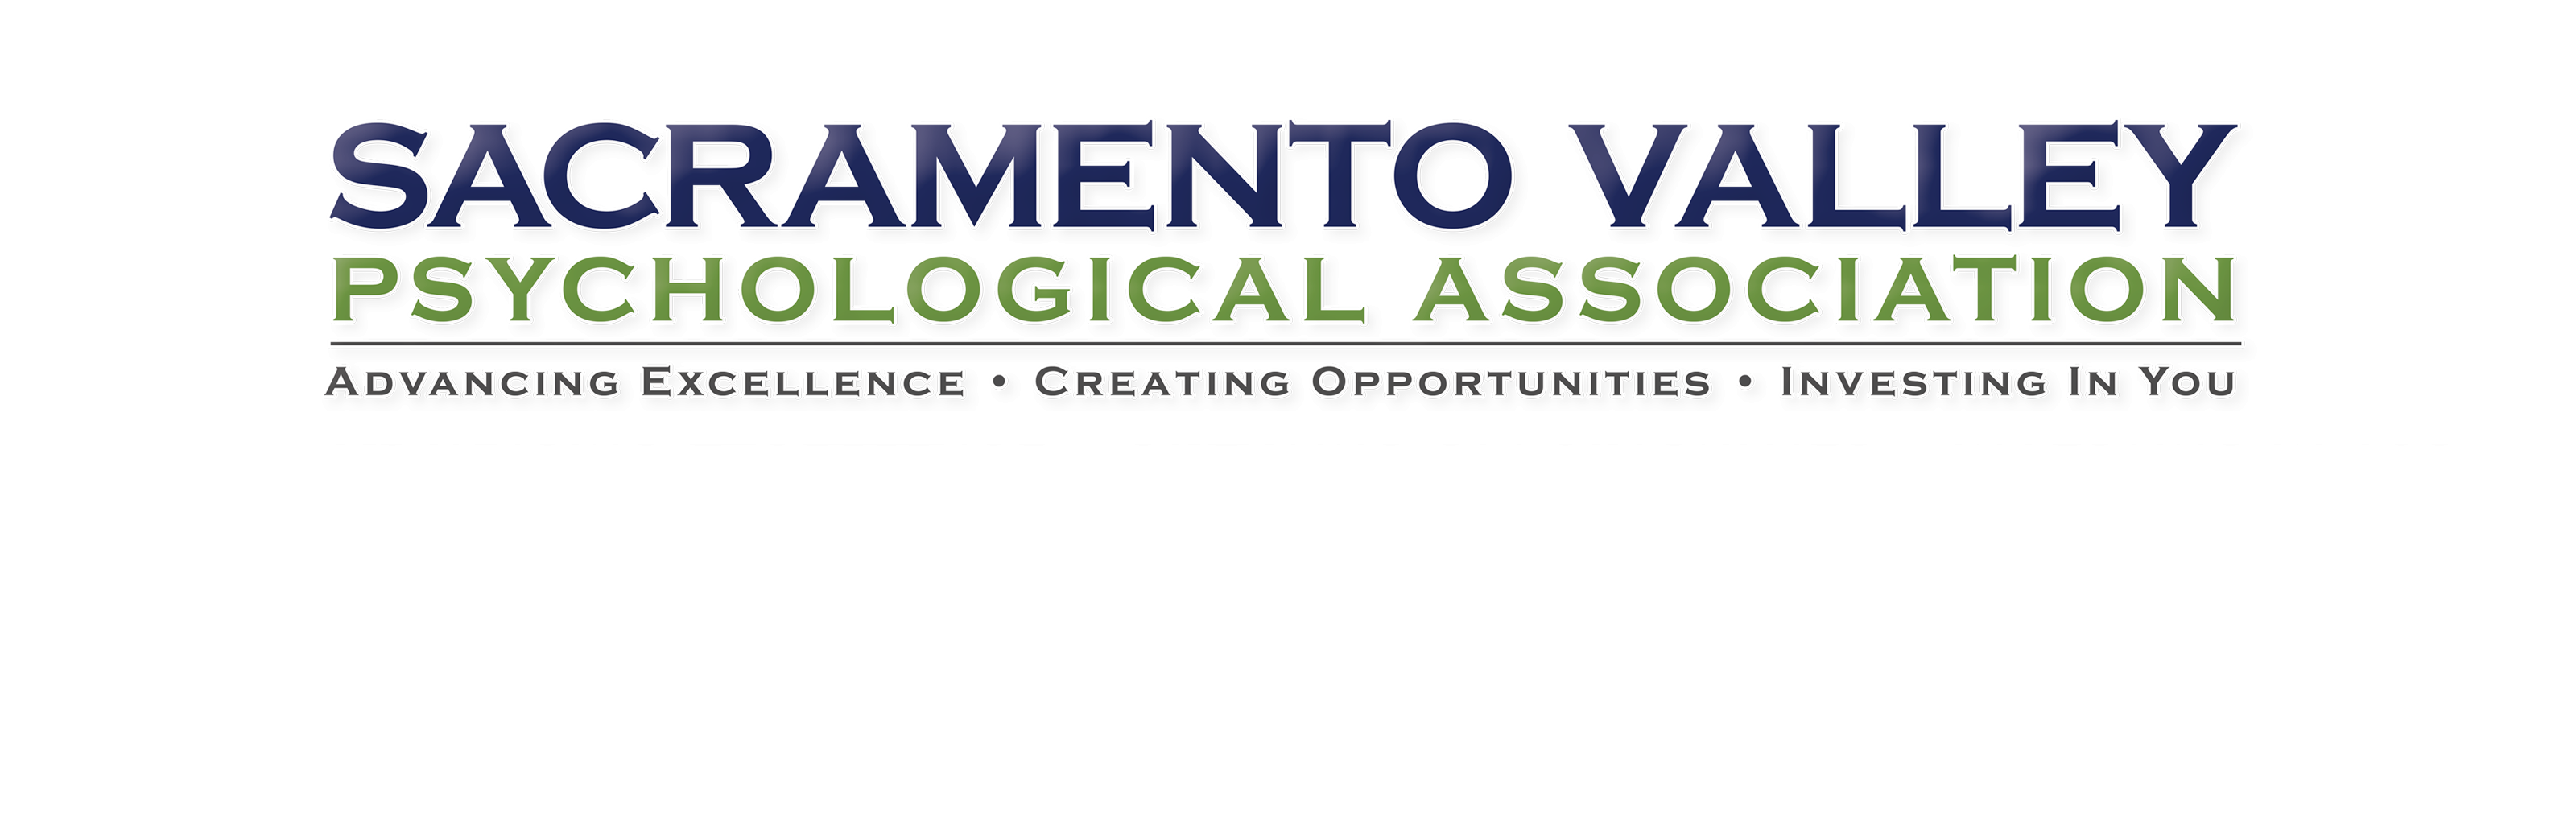 SACRAMENTO VALLEY
PSYCHOLOGICAL ASSOCIATION
ADVANCING EXCELLENCE • CREATING OPPORTUNITIES • INVESTING IN YOU